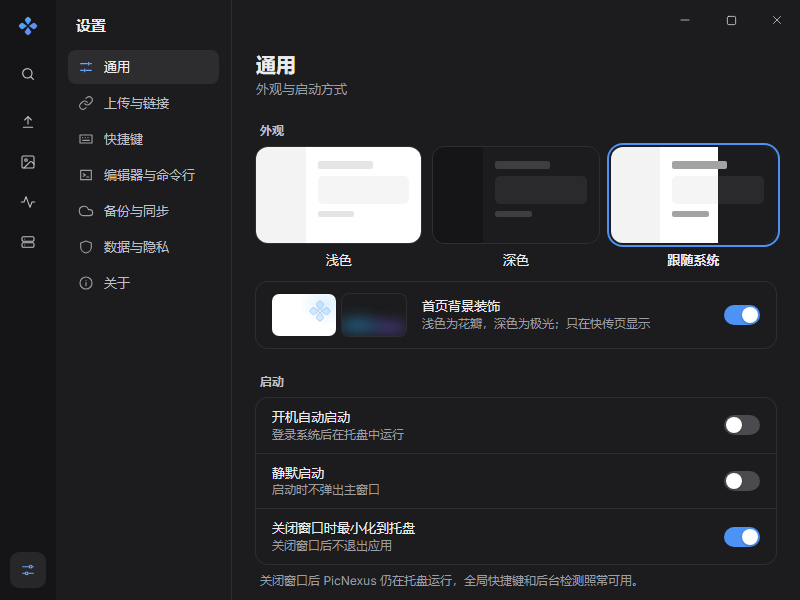 设置
通用
上传与链接
快捷键
编辑器与命令行
备份与同步
数据与隐私
关于
通用
外观与启动方式
外观
浅色
深色
跟随系统
首页背景装饰
浅色为花瓣，深色为极光；只在快传页显示
启动
开机自动启动
登录系统后在托盘中运行
静默启动
启动时不弹出主窗口
关闭窗口时最小化到托盘
关闭窗口后不退出应用
关闭窗口后 PicNexus 仍在托盘运行，全局快捷键和后台检测照常可用。